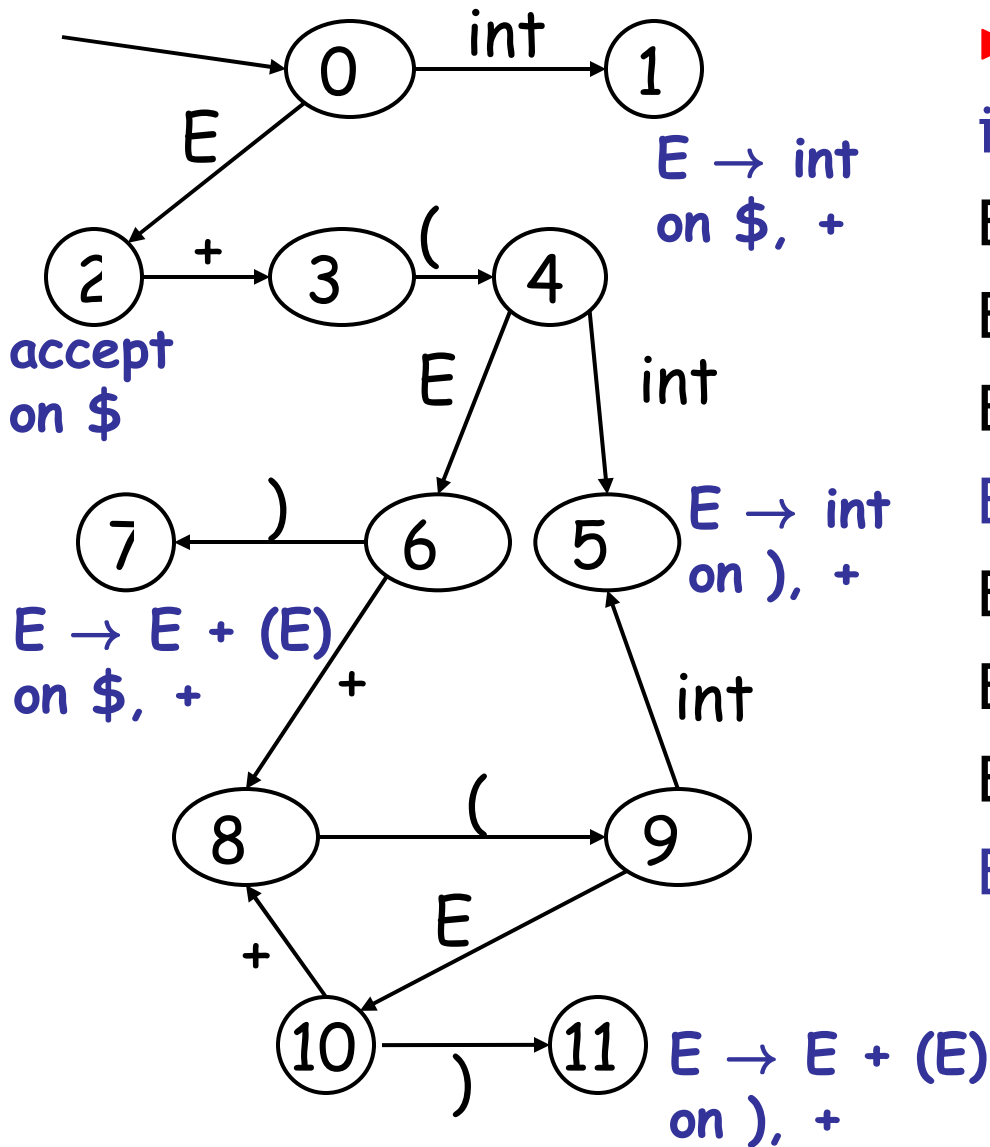 int
0
1
E
E → int
on $, +
+
(
2
3
4
accept
on $
E
int
)
7
6
5
E → int
on ), +
E → E + (E)
on $, +
+
int
(
8
9
E
+
10
11
)
E → E + (E)
on ), +